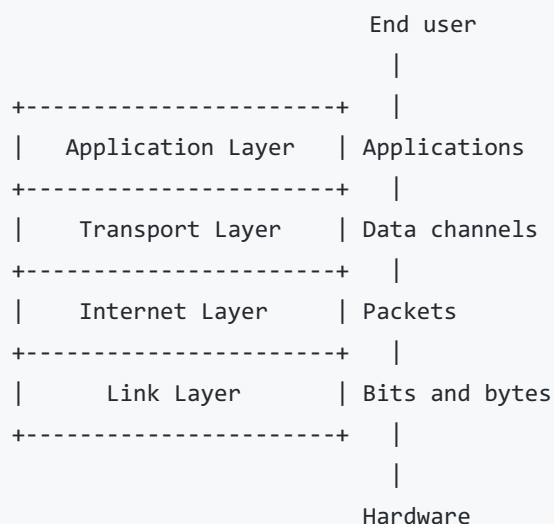 End user
|
+-----------------------+ |
| Application Layer | Applications
+-----------------------+ |
| Transport Layer | Data channels
+-----------------------+ |
| Internet Layer | Packets
+-----------------------+ |
| Link Layer | Bits and bytes
+-----------------------+ |
|
Hardware